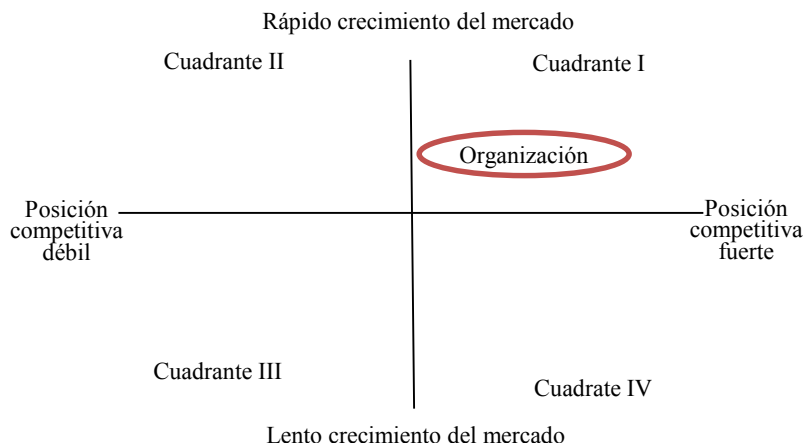 Rápido crecimiento del mercado
Cuadrante II
Cuadrante I
Organización
Posición
competitiva
débil
Posición
competitiva
fuerte
Cuadrante III
Cuadrate IV
Lento crecimiento del mercado